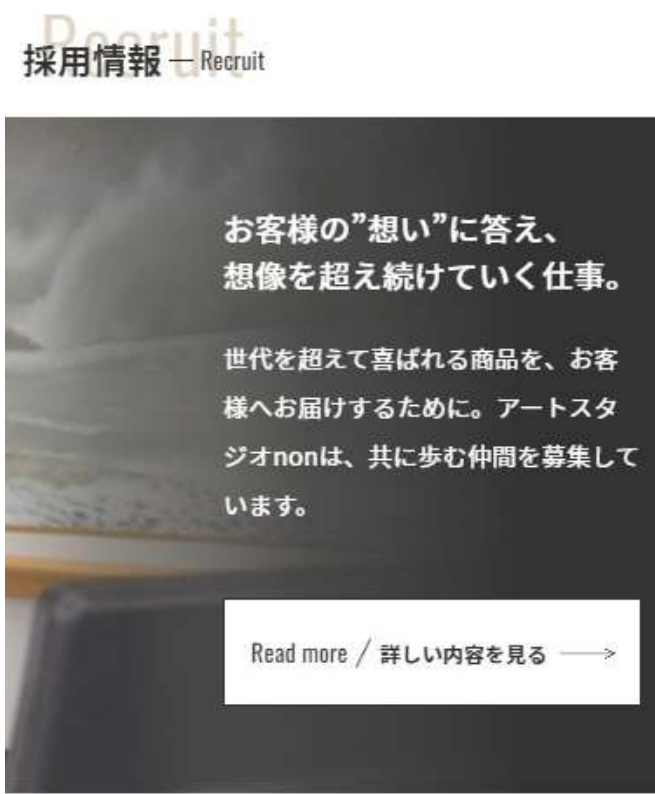 Recruit
採用情報 — Recruit
お客様の”想い”に答え、
想像を超え続けていく仕事。
世代を超えて喜ばれる商品を、お客
様へお届けするために。アートスタ
ジオnonは、共に歩む仲間を募集して
います。
Read more / 詳しい内容を見る